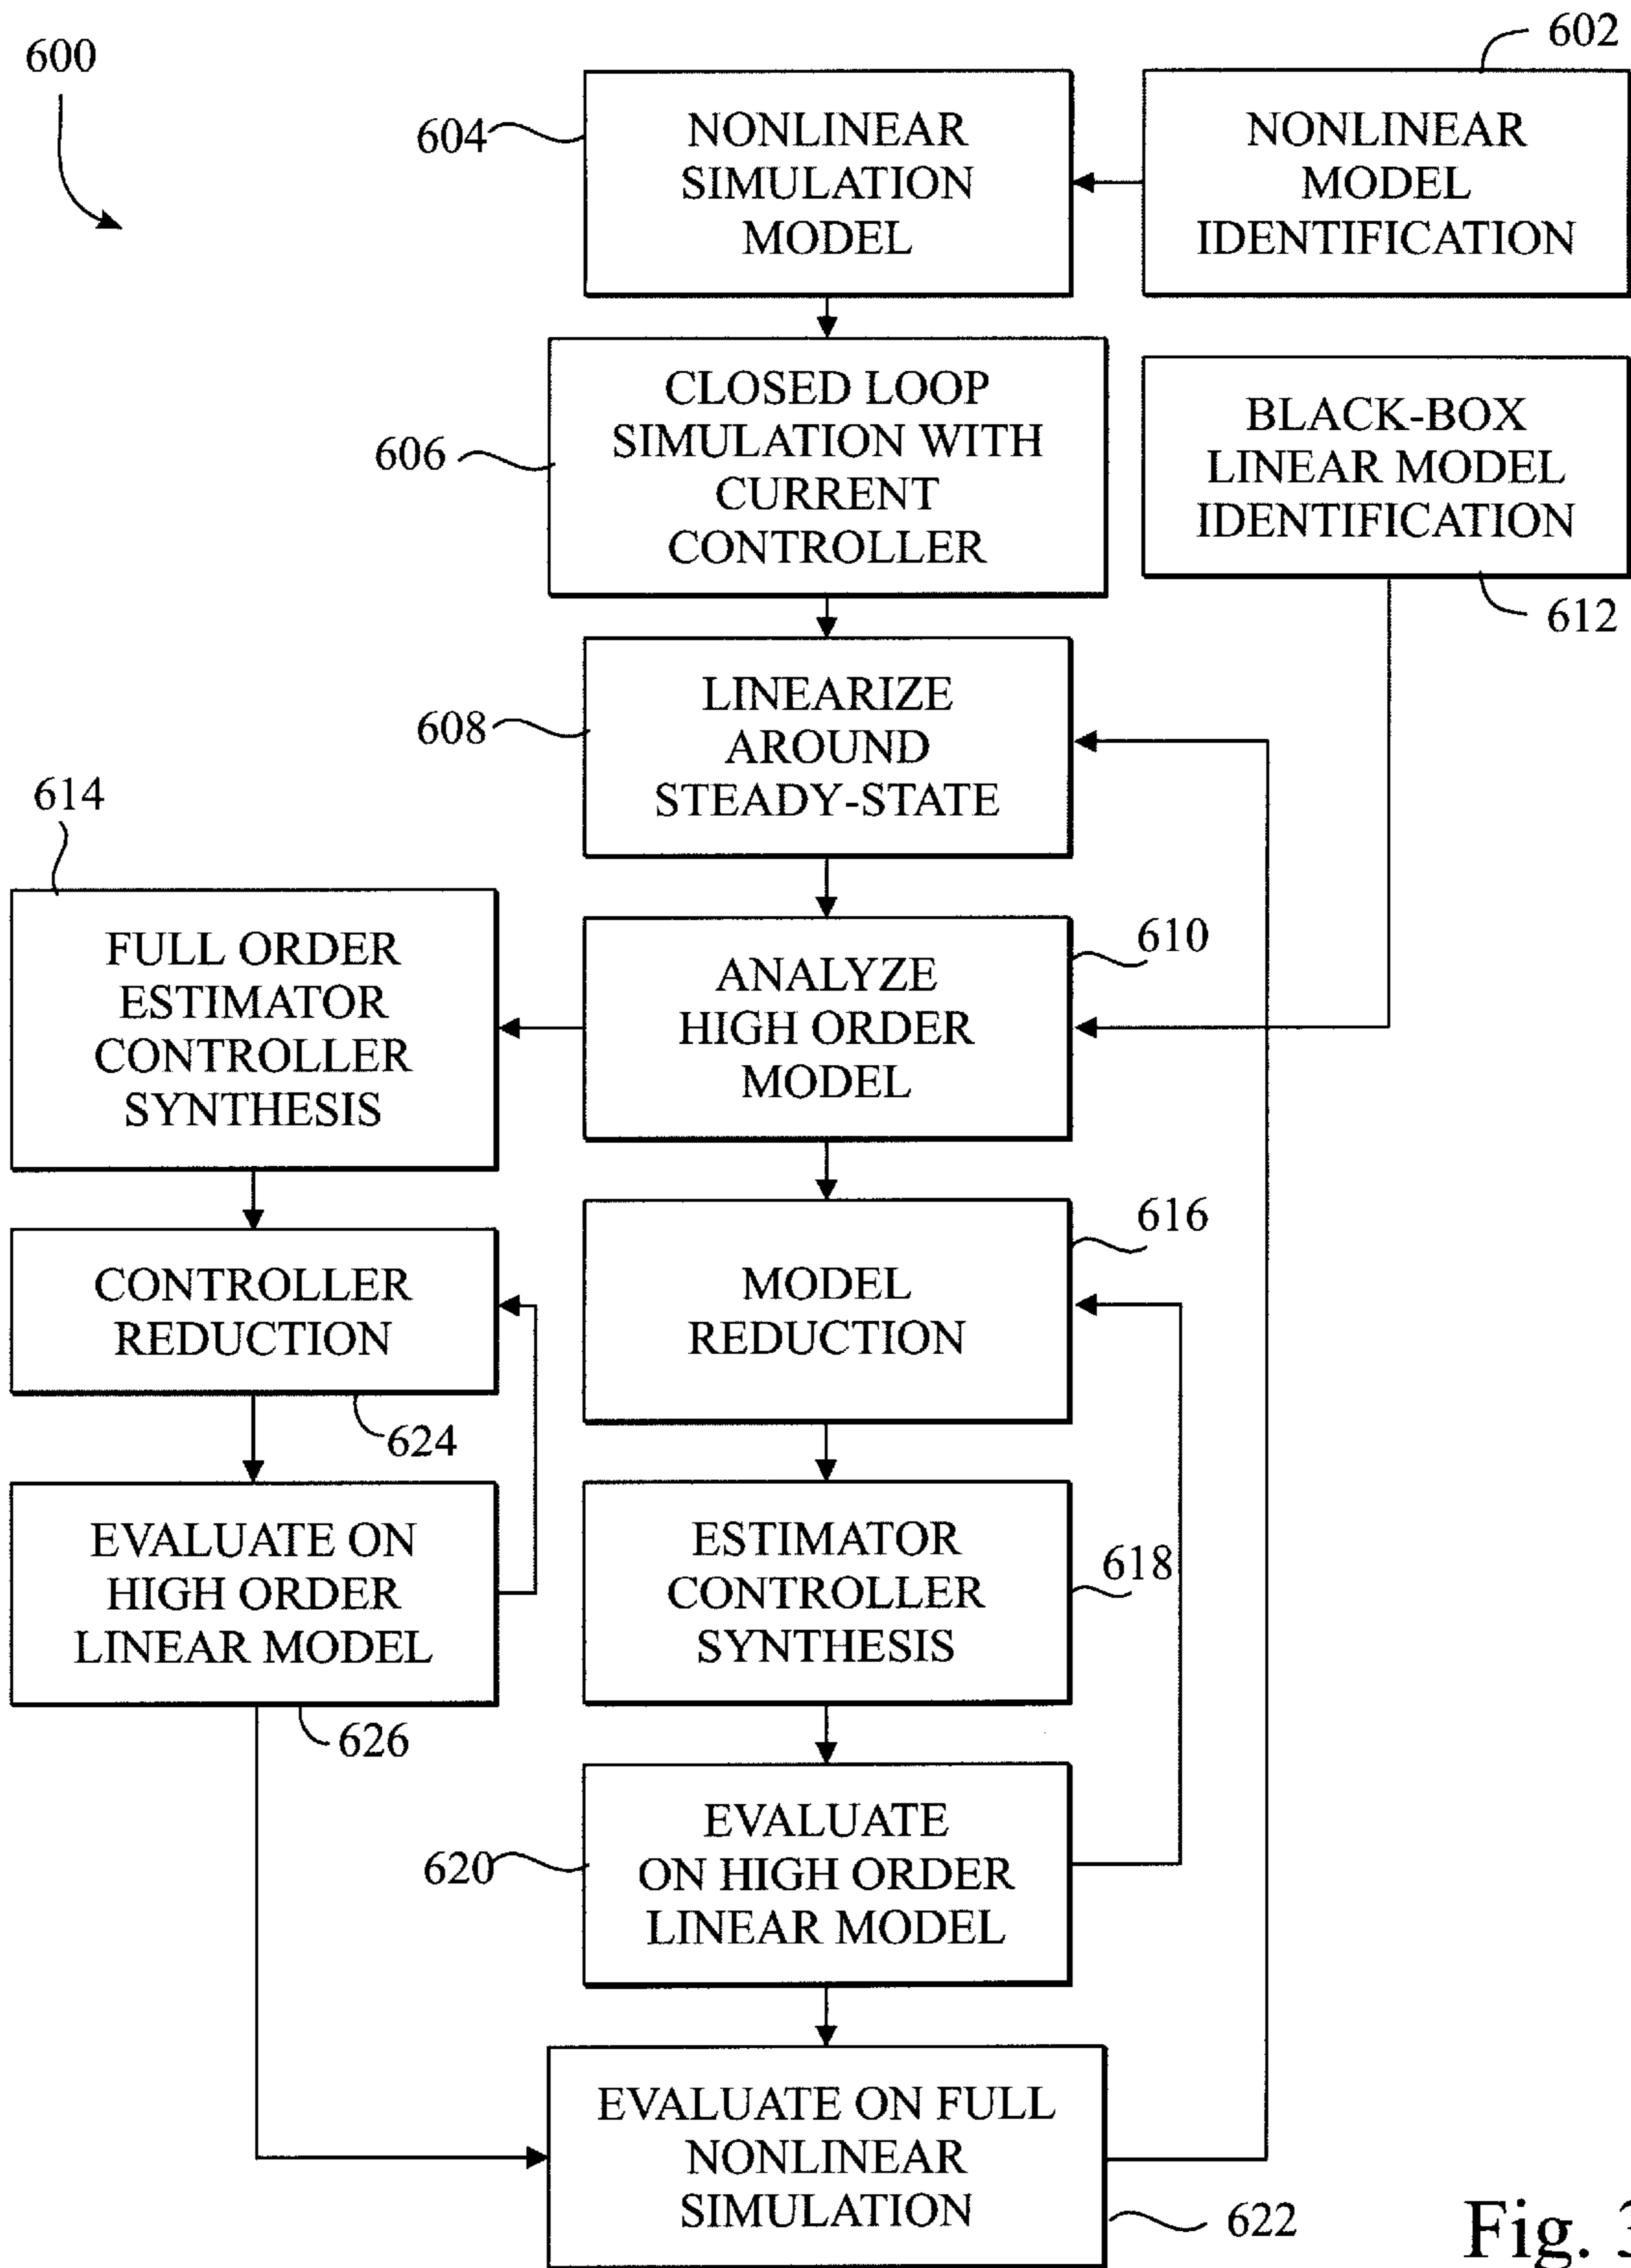 600
602
604
NONLINEAR
SIMULATION
MODEL
NONLINEAR
MODEL
IDENTIFICATION
CLOSED LOOP
SIMULATION WITH
CURRENT
CONTROLLER
606
BLACK-BOX
LINEAR MODEL
IDENTIFICATION
612
LINEARIZE
AROUND
STEADY-STATE
608
614
FULL ORDER
ESTIMATOR
CONTROLLER
SYNTHESIS
ANALYZE
HIGH ORDER
MODEL
610
CONTROLLER
REDUCTION
624
MODEL
REDUCTION
616
EVALUATE ON
HIGH ORDER
LINEAR MODEL
626
ESTIMATOR
CONTROLLER
SYNTHESIS
618
EVALUATE
ON HIGH ORDER
LINEAR MODEL
620
EVALUATE ON FULL
NONLINEAR
SIMULATION
622
Fig. 3